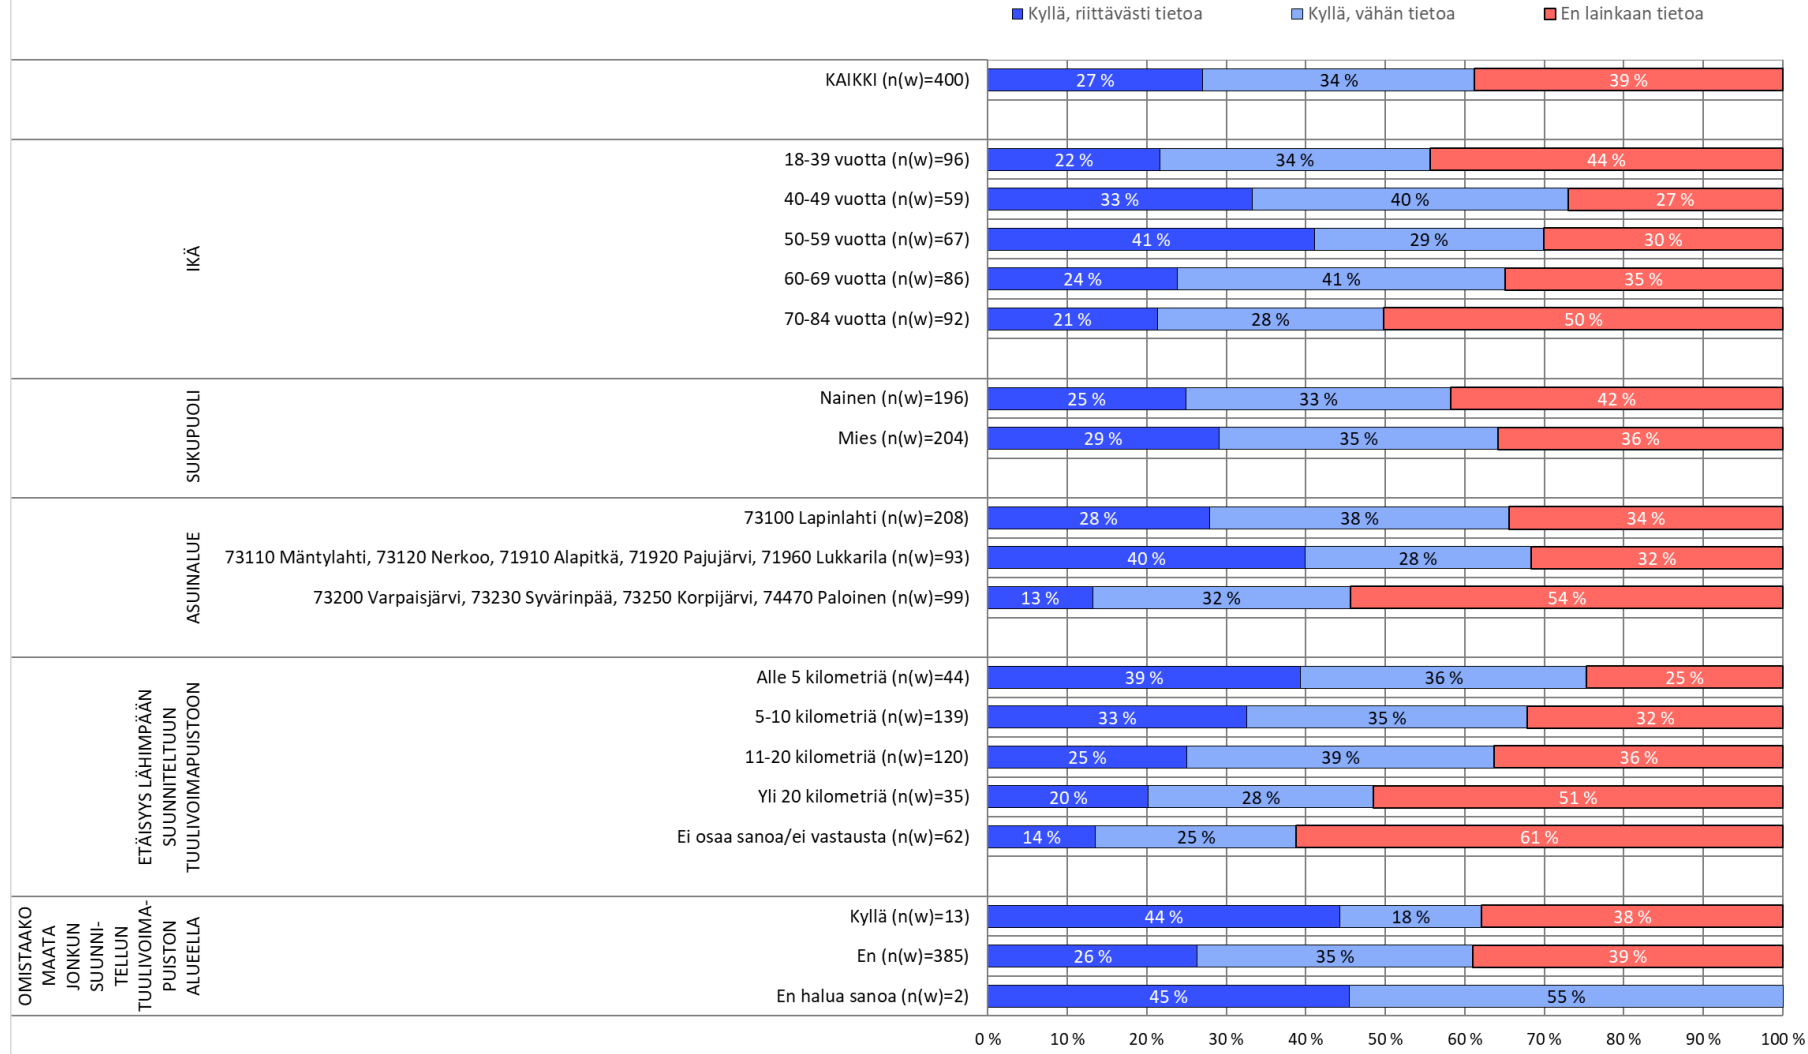 Kyllä, riittävästi tietoa Kyllä, vähän tietoa En lainkaan tietoa
KAIKKI (n(w)=400) 27 % 34 % 39 %
IKÄ
18-39 vuotta (n(w)=96) 22 % 34 % 44 %
40-49 vuotta (n(w)=59) 33 % 40 % 27 %
50-59 vuotta (n(w)=67) 41 % 29 % 30 %
60-69 vuotta (n(w)=86) 24 % 41 % 35 %
70-84 vuotta (n(w)=92) 21 % 28 % 50 %
SUKUPUOLI
Nainen (n(w)=196) 25 % 33 % 42 %
Mies (n(w)=204) 29 % 35 % 36 %
ASUINALUE
73100 Lapinlahti (n(w)=208) 28 % 38 % 34 %
73110 Mäntylahti, 73120 Nerkoo, 71910 Alapitkä, 71920 Pajujärvi, 71960 Lukkarila (n(w)=93) 40 % 28 % 32 %
73200 Varpaisjärvi, 73230 Syvärinpää, 73250 Korpijärvi, 74470 Paloinen (n(w)=99) 13 % 32 % 54 %
ETÄISYYS LÄHIMPÄÄN
SUUNNITELTUUN
TUULIVOIMAPUISTOON
Alle 5 kilometriä (n(w)=44) 39 % 36 % 25 %
5-10 kilometriä (n(w)=139) 33 % 35 % 32 %
11-20 kilometriä (n(w)=120) 25 % 39 % 36 %
Yli 20 kilometriä (n(w)=35) 20 % 28 % 51 %
Ei osaa sanoa/ei vastausta (n(w)=62) 14 % 25 % 61 %
OMISTAAKO
MAATA
JONKUN
SUUNNI-
TELLUN
TUULIVOIMA-
PUISTON
ALUEELLA
Kyllä (n(w)=13) 44 % 18 % 38 %
En (n(w)=385) 26 % 35 % 39 %
En halua sanoa (n(w)=2) 45 % 55 %
0 % 10 % 20 % 30 % 40 % 50 % 60 % 70 % 80 % 90 % 100 %